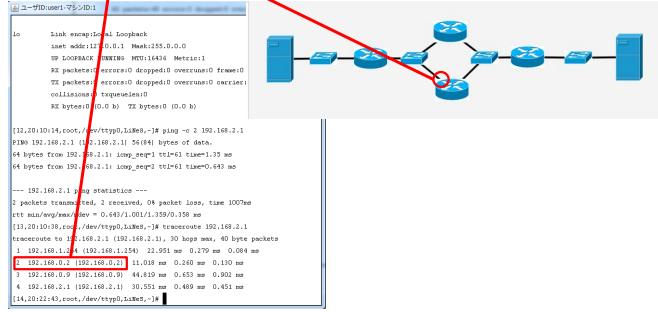 ユーザID:user1-マシンID:1
lo Link encap:Local Loopback
inet addr:127.0.0.1 Mask:255.0.0.0
UP LOOPBACK RUNNING MTU:16436 Metric:1
RX packets:0 errors:0 dropped:0 overruns:0 frame:0
TX packets:0 errors:0 dropped:0 overruns:0 carrier:
collisions:0 txqueuelen:0
RX bytes:0 (0.0 b) TX bytes:0 (0.0 b)
[12,20:10:14,root,/dev/ttyp0,LiNeS,~]# ping -c 2 192.168.2.1
PING 192.168.2.1 (192.168.2.1) 56(84) bytes of data.
64 bytes from 192.168.2.1: icmp_seq=1 ttl=61 time=1.35 ms
64 bytes from 192.168.2.1: icmp_seq=2 ttl=61 time=0.643 ms
--- 192.168.2.1 ping statistics ---
2 packets transmitted, 2 received, 0% packet loss, time 1007ms
rtt min/avg/max/mdev = 0.643/1.001/1.359/0.358 ms
[13,20:10:38,root,/dev/ttyp0,LiNeS,~]# traceroute 192.168.2.1
traceroute to 192.168.2.1 (192.168.2.1), 30 hops max, 40 byte packets
1 192.168.1.254 (192.168.1.254) 22.951 ms 0.279 ms 0.084 ms
2 192.168.0.2 (192.168.0.2) 11.018 ms 0.260 ms 0.130 ms
3 192.168.0.9 (192.168.0.9) 44.819 ms 0.653 ms 0.902 ms
4 192.168.2.1 (192.168.2.1) 30.551 ms 0.489 ms 0.451 ms
[14,20:22:43,root,/dev/ttyp0,LiNeS,~]#